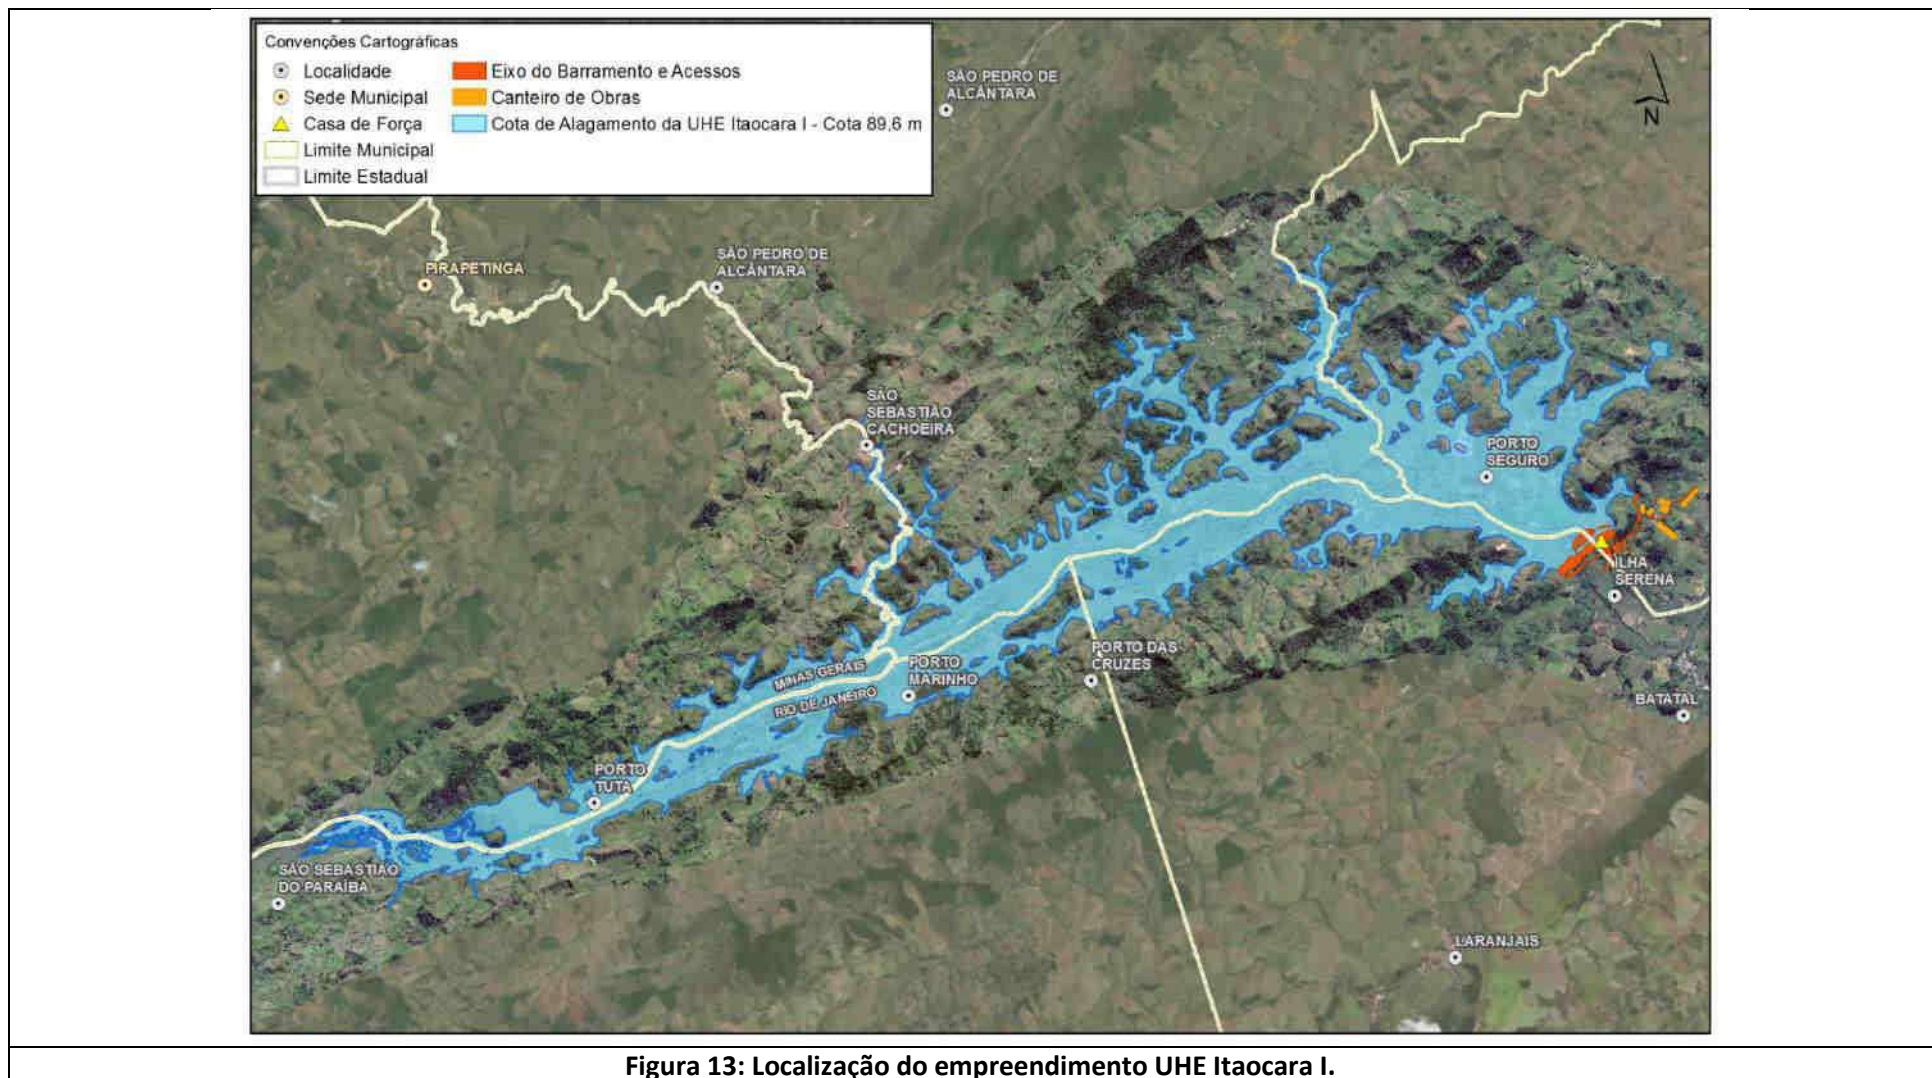 Convenções Cartográficas
Localidade
Sede Municipal
Casa de Força
Limite Municipal
Limite Estadual
Eixo do Barramento e Acessos
Canteiro de Obras
Cota de Alagamento da UHE Itaocara I - Cota 89,6 m
SÃO PEDRO DE
ALCÂNTARA
N
PIRAPETINGA
SÃO PEDRO DE
ALCÂNTARA
SÃO
SEBASTIÃO
CACHOEIRA
PORTO
SEGURO
ILHA
SERENA
MINAS GERAIS
RIO DE JANEIRO
PORTO
MARINHO
PORTO DAS
CRUZES
BATATAL
PORTO
TUTA
SÃO SEBASTIÃO
DO PARAÍBA
LARANJAIS
Figura 13: Localização do empreendimento UHE Itaocara I.